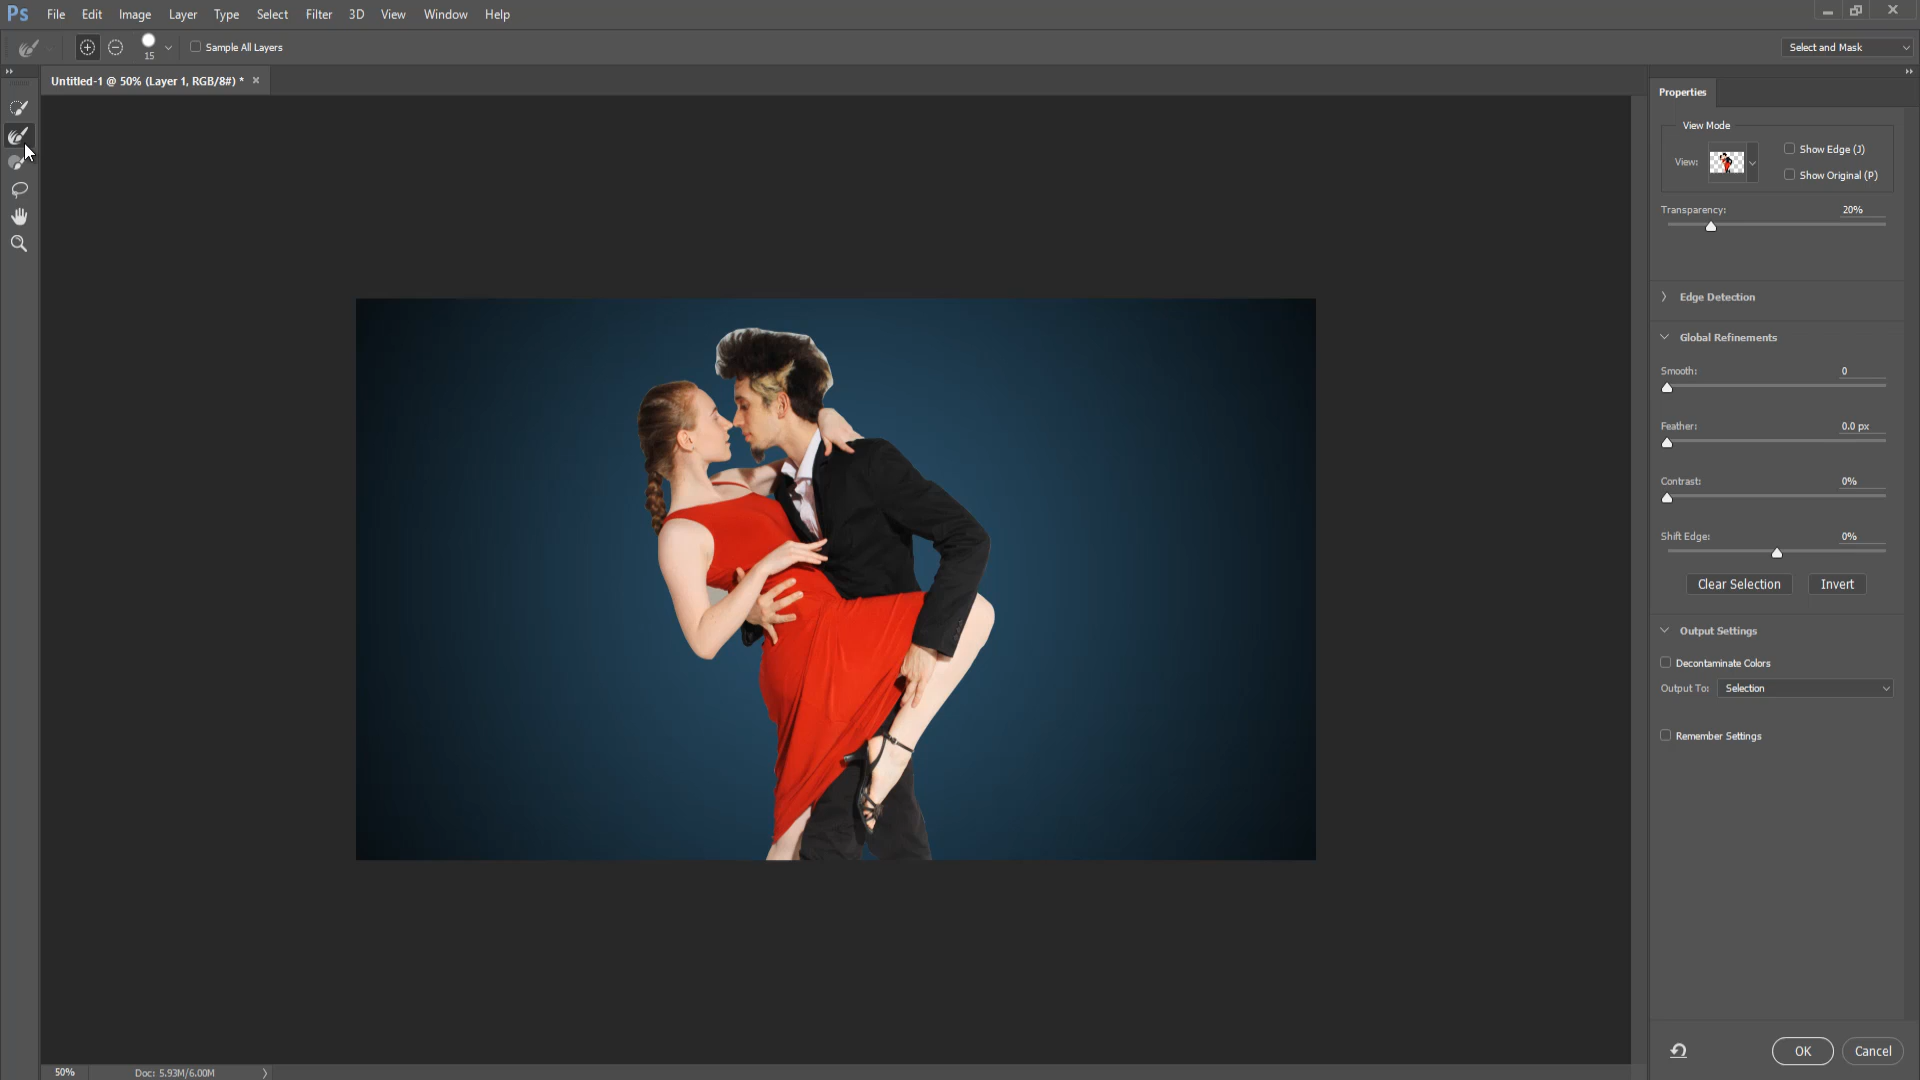 Ps File Edit Image Layer Type Select Filter 3D View Window Help
15 Sample All Layers Select and Mask
Untitled-1 @ 50% (Layer 1, RGB/8#) *
Properties
View Mode
View:
Show Edge (J)
Show Original (P)
Transparency: 20%
Edge Detection
Global Refinements
Smooth: 0
Feather: 0.0 px
Contrast: 0%
Shift Edge: 0%
Clear Selection Invert
Output Settings
Decontaminate Colors
Output To: Selection
Remember Settings
OK Cancel
50% Doc: 5.93M/6.00M